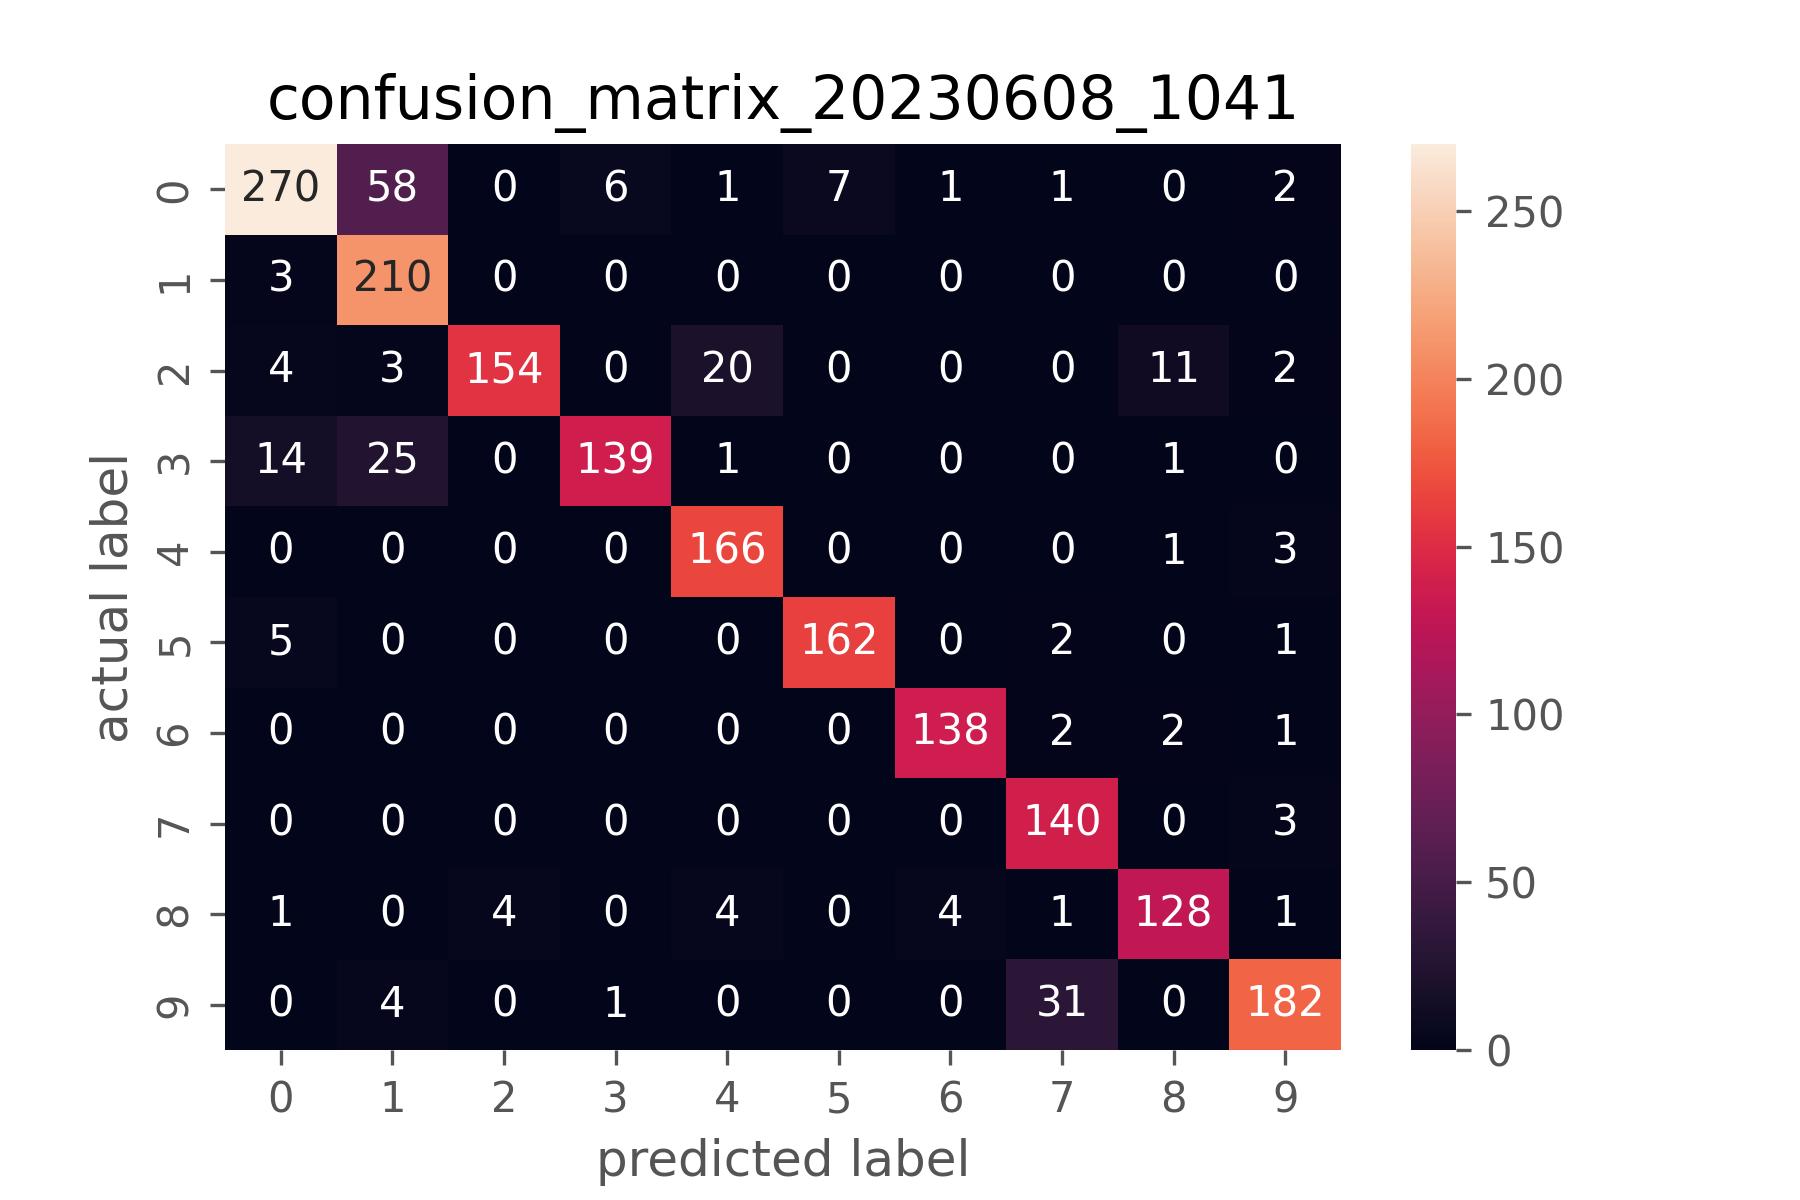 confusion_matrix_20230608_1041
0 270 58 0 6 1 7 1 1 0 2
1 3 210 0 0 0 0 0 0 0 0
2 4 3 154 0 20 0 0 0 11 2
3 14 25 0 139 1 0 0 0 1 0
4 0 0 0 0 166 0 0 0 1 3
5 5 0 0 0 0 162 0 2 0 1
6 0 0 0 0 0 0 138 2 2 1
7 0 0 0 0 0 0 0 140 0 3
8 1 0 4 0 4 0 4 1 128 1
9 0 4 0 1 0 0 0 31 0 182
0 1 2 3 4 5 6 7 8 9
predicted label
actual label
250
200
150
100
50
0